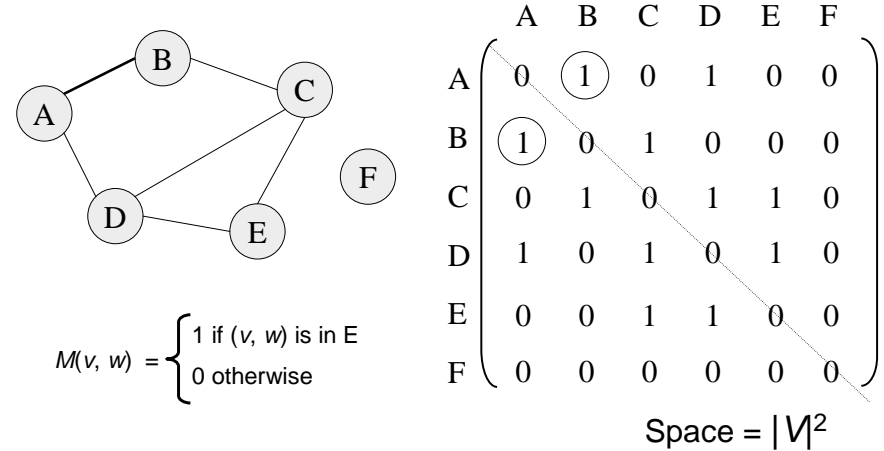 A
B
C
D
E
F
M(v, w) =
1 if (v, w) is in E
0 otherwise
A B C D E F
A 0 1 0 1 0 0
B 1 0 1 0 0 0
C 0 1 0 1 1 0
D 1 0 1 0 1 0
E 0 0 1 1 0 0
F 0 0 0 0 0 0
Space = |V|²